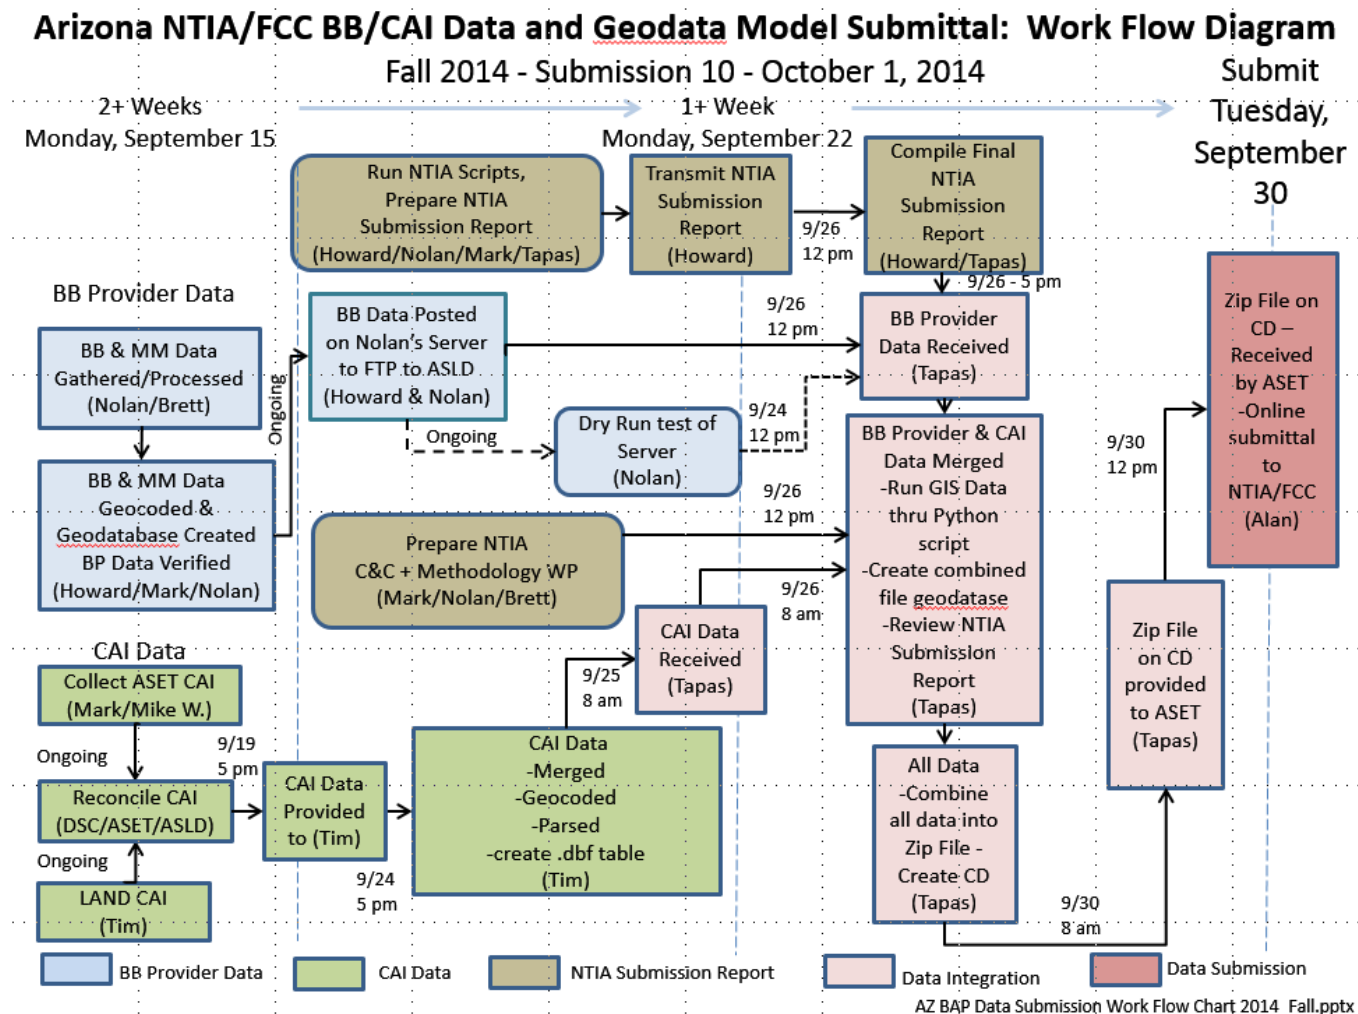 Arizona NTIA/FCC BB/CAI Data and Geodata Model Submittal:  Work Flow Diagram
Fall 2014 - Submission 10 - October 1, 2014
Submit
Tuesday,
September
30
2+ Weeks
Monday, September 15
1+ Week
Monday, September 22
Run NTIA Scripts,
Prepare NTIA
Submission Report
(Howard/Nolan/Mark/Tapas)
Transmit NTIA
Submission
Report
(Howard)
9/26
12 pm
Compile Final
NTIA
Submission
Report
(Howard/Tapas)
9/26 - 5 pm
BB Provider Data
BB & MM Data
Gathered/Processed
(Nolan/Brett)
BB & MM Data
Geocoded &
Geodatabase Created
BP Data Verified
(Howard/Mark/Nolan)
Ongoing
BB Data Posted
on Nolan's Server
to FTP to ASLD
(Howard & Nolan)
9/26
12 pm
Ongoing
Dry Run test of
Server
(Nolan)
9/24
12 pm
BB Provider
Data Received
(Tapas)
Prepare NTIA
C&C + Methodology WP
(Mark/Nolan/Brett)
9/26
12 pm
BB Provider & CAI
Data Merged
-Run GIS Data
thru Python
script
-Create combined
file geodatase
-Review NTIA
Submission
Report
(Tapas)
CAI Data
Collect ASET CAI
(Mark/Mike W.)
Ongoing
Reconcile CAI
(DSC/ASET/ASLD)
Ongoing
LAND CAI
(Tim)
9/19
5 pm
CAI Data
Provided
to (Tim)
9/24
5 pm
CAI Data
-Merged
-Geocoded
-Parsed
-create .dbf table
(Tim)
9/25
8 am
CAI Data
Received
(Tapas)
9/26
8 am
All Data
-Combine
all data into
Zip File -
Create CD
(Tapas)
9/30
8 am
Zip File
on CD
provided
to ASET
(Tapas)
9/30
12 pm
Zip File on
CD –
Received
by ASET
-Online
submittal
to
NTIA/FCC
(Alan)
BB Provider Data
CAI Data
NTIA Submission Report
Data Integration
Data Submission
AZ BAP Data Submission Work Flow Chart 2014  Fall.pptx